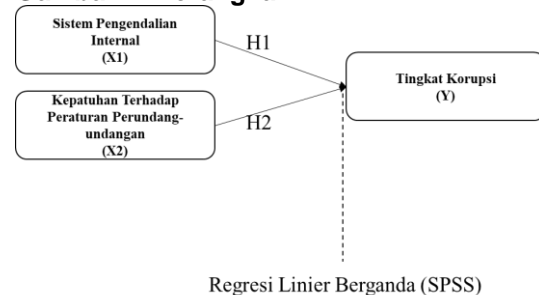 Sistem Pengendalian
Internal
(X1)
H1
Tingkat Korupsi
(Y)
Kepatuhan Terhadap
Peraturan Perundang-
undangan
(X2)
H2
Regresi Linier Berganda (SPSS)